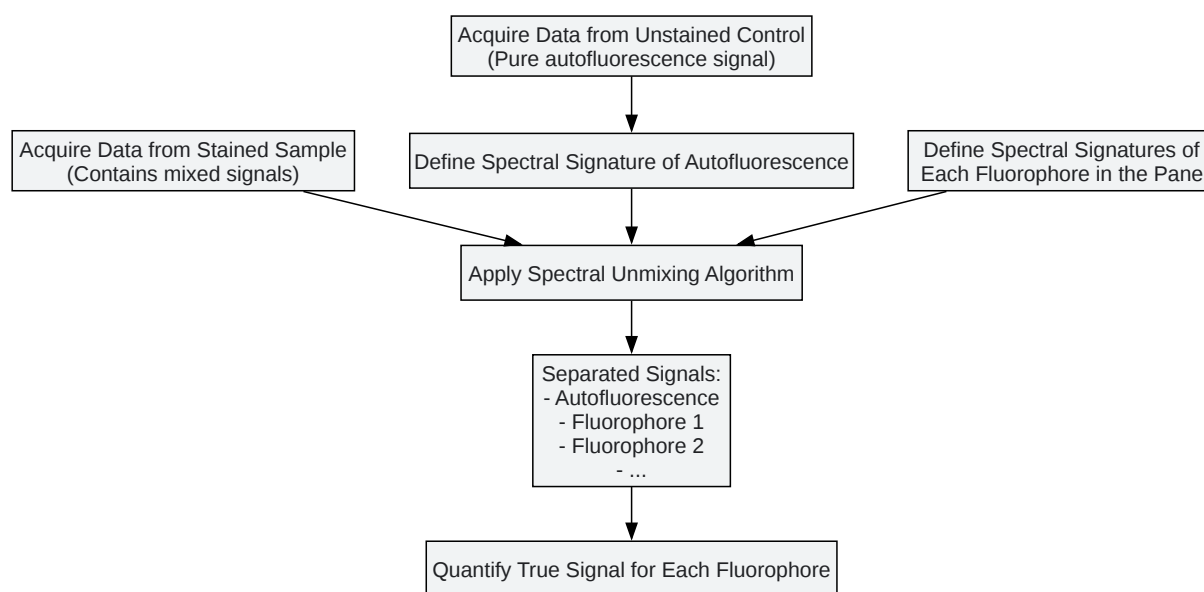 Acquire Data from Unstained Control
(Pure autofluorescence signal)
Acquire Data from Stained Sample
(Contains mixed signals)
Define Spectral Signature of Autofluorescence
Define Spectral Signatures of
Each Fluorophore in the Pane
Apply Spectral Unmixing Algorithm
Separated Signals:
- Autofluorescence
- Fluorophore 1
- Fluorophore 2
- ...
Quantify True Signal for Each Fluorophore